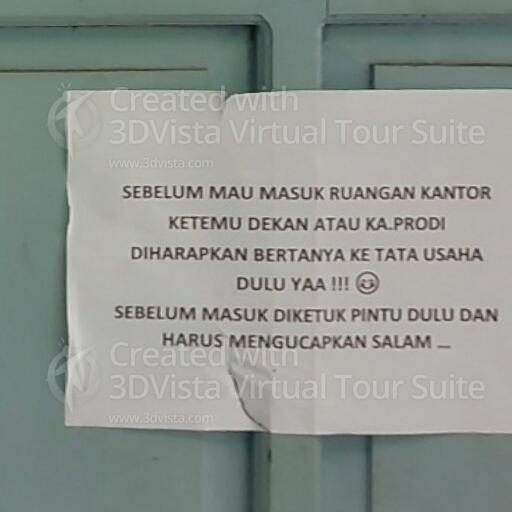 Created with
3DVista Virtual Tour Suite
www.3dvista.com
SEBELUM MAU MASUK RUANGAN KANTOR
KETEMU DEKAN ATAU KA.PRODI
DIHARAPKAN BERTANYA KE TATA USAHA
DULU YAA !!! 😊
SEBELUM MASUK DIKETUK PINTU DULU DAN
HARUS MENGUCAPKAN SALAM ...
Created with
3DVista Virtual Tour Suite
www.3dvista.com